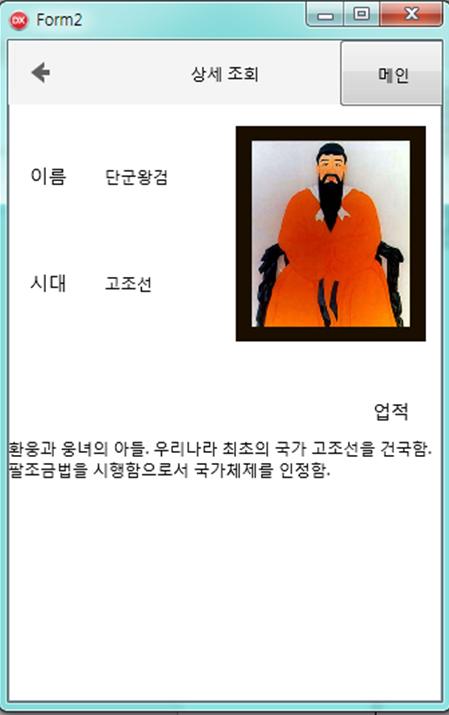 DX Form2
상세 조회
메인
이름 단군왕검
시대 고조선
업적
환웅과 웅녀의 아들. 우리나라 최초의 국가 고조선을 건국함.
팔조금법을 시행함으로서 국가체제를 인정함.